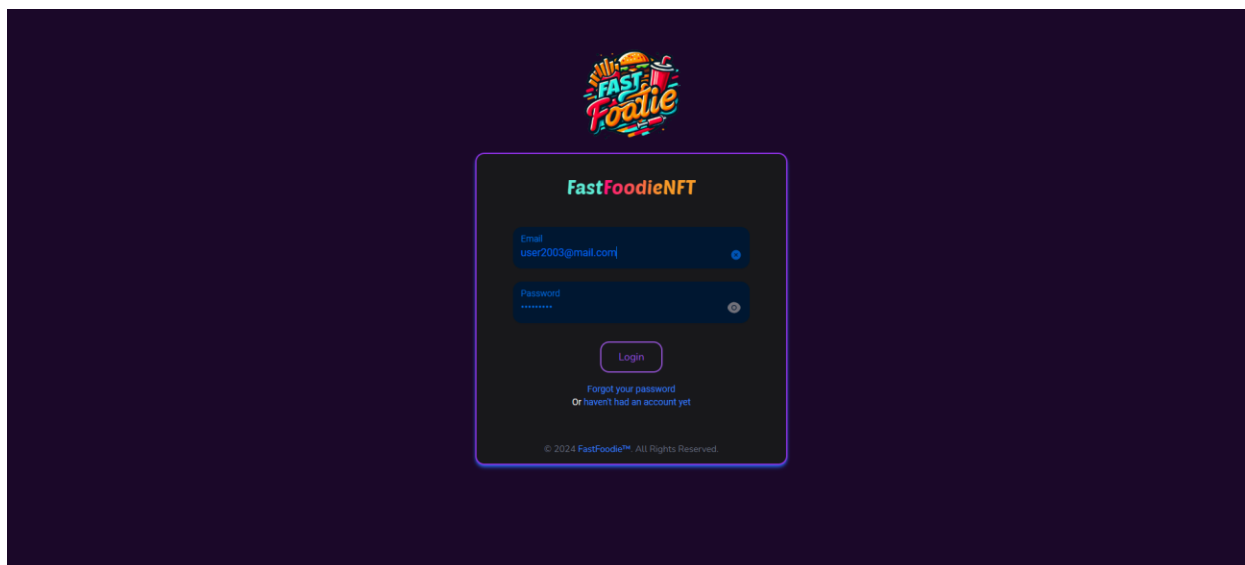 FAST
Foodie
FastFoodieNFT
Email
user2003@mail.com
Password
Login
Forgot your password
Or haven't had an account yet
© 2024 FastFoodie™. All Rights Reserved.